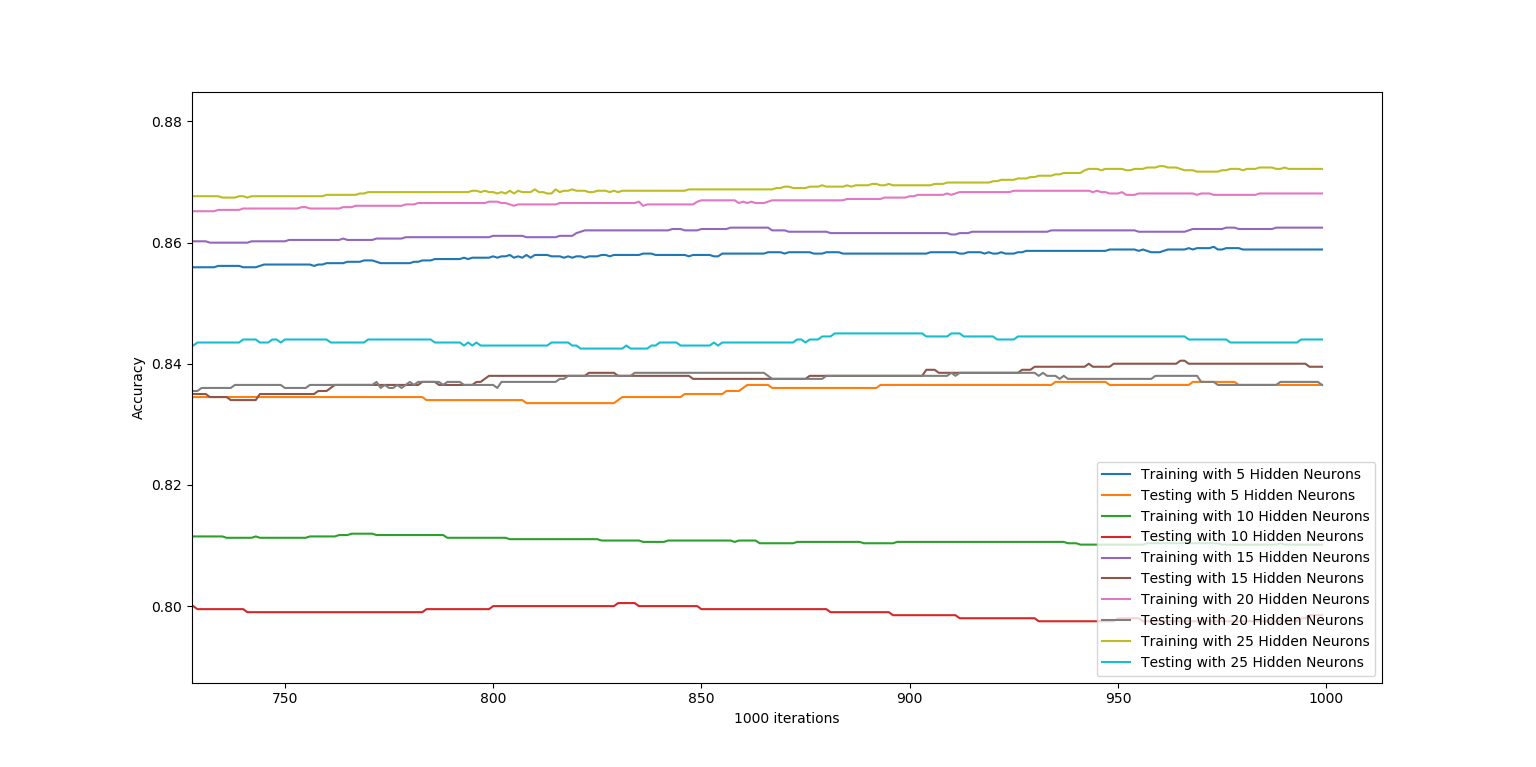 0.88
0.86
0.84
0.82
0.80
Accuracy
750
800
850
900
950
1000
1000 iterations
Training with 5 Hidden Neurons
Testing with 5 Hidden Neurons
Training with 10 Hidden Neurons
Testing with 10 Hidden Neurons
Training with 15 Hidden Neurons
Testing with 15 Hidden Neurons
Training with 20 Hidden Neurons
Testing with 20 Hidden Neurons
Training with 25 Hidden Neurons
Testing with 25 Hidden Neurons